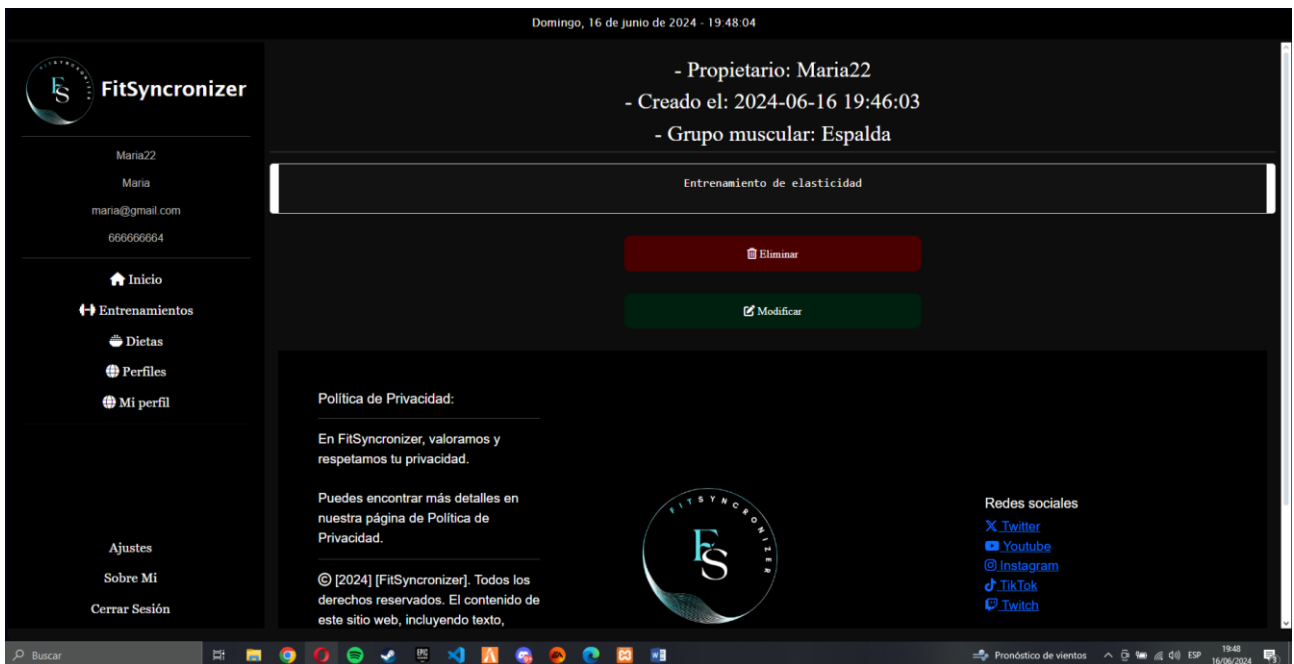 Domingo, 16 de junio de 2024 - 19:48:04
FITSYNCRONIZER
FS
FitSyncronizer
Maria22
Maria
maria@gmail.com
666666664
Inicio
Entrenamientos
Dietas
Perfiles
Mi perfil
Ajustes
Sobre Mi
Cerrar Sesión
- Propietario: Maria22
- Creado el: 2024-06-16 19:46:03
- Grupo muscular: Espalda
Entrenamiento de elasticidad
Eliminar
Modificar
Política de Privacidad:
En FitSyncronizer, valoramos y
respetamos tu privacidad.
Puedes encontrar más detalles en
nuestra página de Política de
Privacidad.
© [2024] [FitSyncronizer]. Todos los
derechos reservados. El contenido de
este sitio web, incluyendo texto,
FITSYNCRONIZER
FS
Redes sociales
Twitter
Youtube
Instagram
TikTok
Twitch
Buscar
Pronóstico de vientos
ESP
19:48
16/06/2024